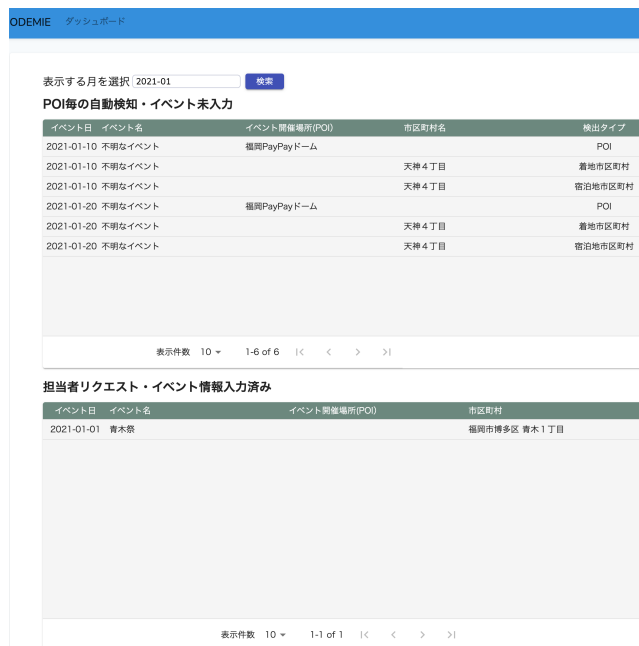 ODEMIE ダッシュボード
表示する月を選択 2021-01 検索
POI毎の自動検知・イベント未入力
イベント日 イベント名 イベント開催場所(POI) 市区町村名 検出タイプ
2021-01-10 不明なイベント 福岡PayPayドーム POI
2021-01-10 不明なイベント 天神4丁目 着地市区町村
2021-01-10 不明なイベント 天神4丁目 宿泊地市区町村
2021-01-20 不明なイベント 福岡PayPayドーム POI
2021-01-20 不明なイベント 天神4丁目 着地市区町村
2021-01-20 不明なイベント 天神4丁目 宿泊地市区町村
表示件数 10 1-6 of 6
担当者リクエスト・イベント情報入力済み
イベント日 イベント名 イベント開催場所(POI) 市区町村
2021-01-01 青木祭 福岡市博多区 青木1丁目
表示件数 10 1-1 of 1